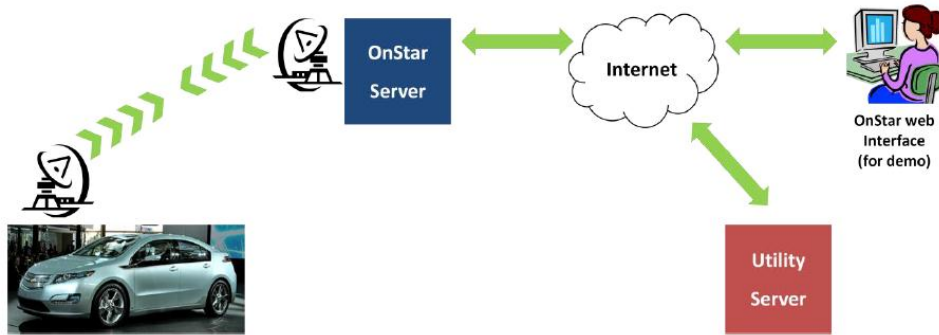 OnStar
Server
Internet
OnStar web
Interface
(for demo)
Utility
Server